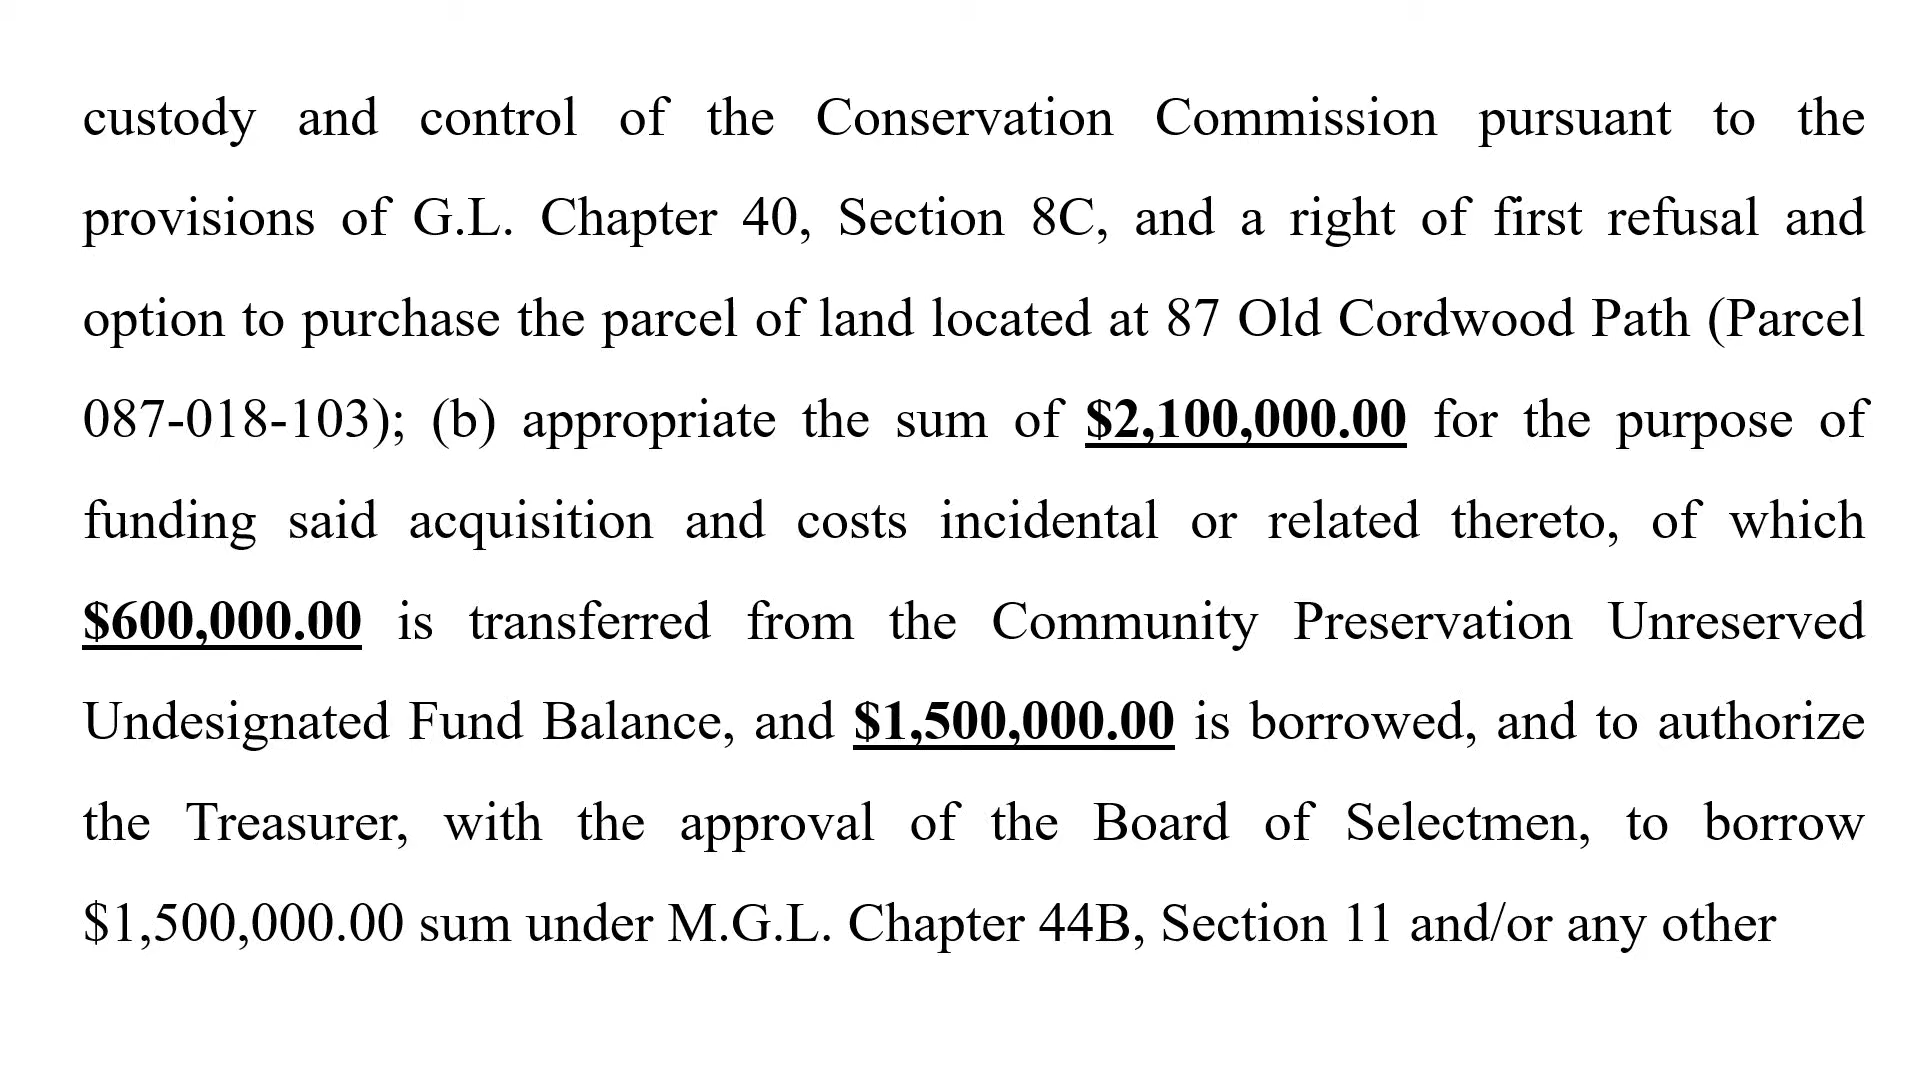 custody and control of the Conservation Commission pursuant to the
provisions of G.L. Chapter 40, Section 8C, and a right of first refusal and
option to purchase the parcel of land located at 87 Old Cordwood Path (Parcel
087-018-103); (b) appropriate the sum of $2,100,000.00 for the purpose of
funding said acquisition and costs incidental or related thereto, of which
$600,000.00 is transferred from the Community Preservation Unreserved
Undesignated Fund Balance, and $1,500,000.00 is borrowed, and to authorize
the Treasurer, with the approval of the Board of Selectmen, to borrow
$1,500,000.00 sum under M.G.L. Chapter 44B, Section 11 and/or any other